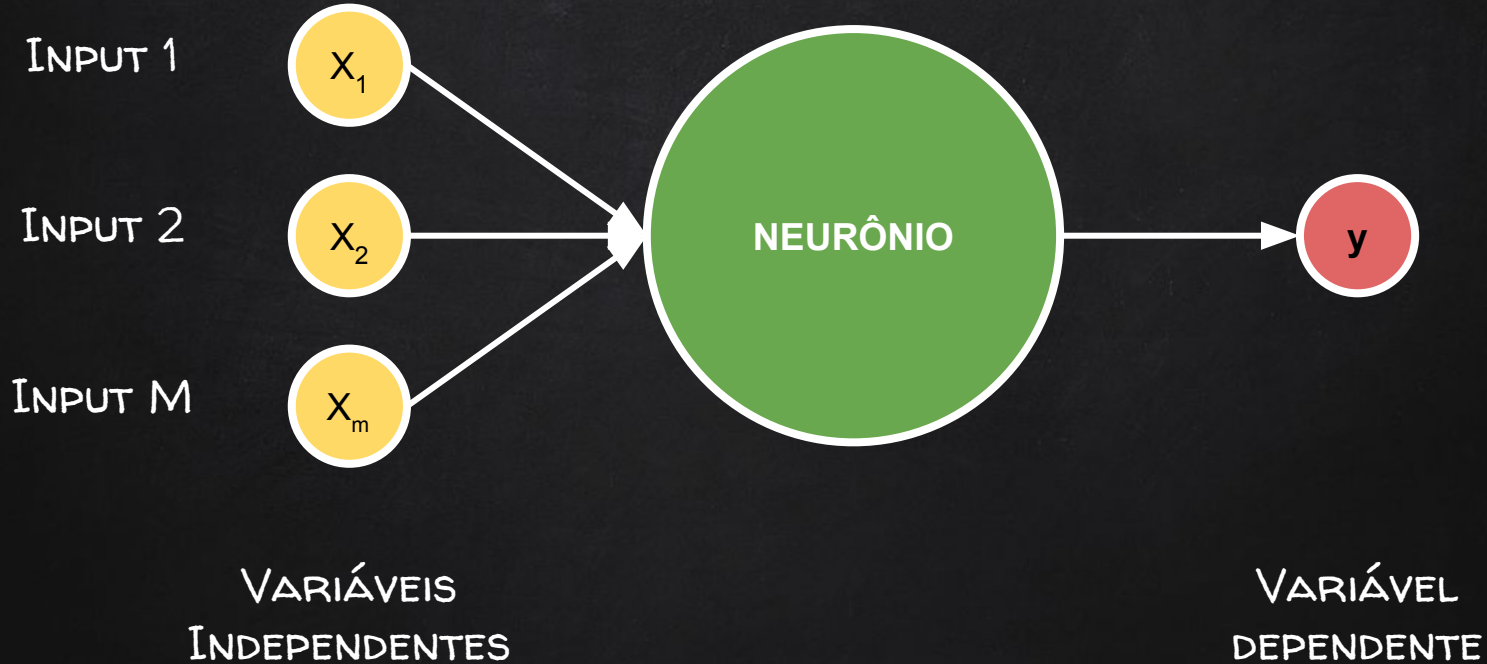 INPUT 1
X1
INPUT 2
X2
NEURÔNIO
y
INPUT M
Xm
VARIÁVEIS
INDEPENDENTES
VARIÁVEL
DEPENDENTE